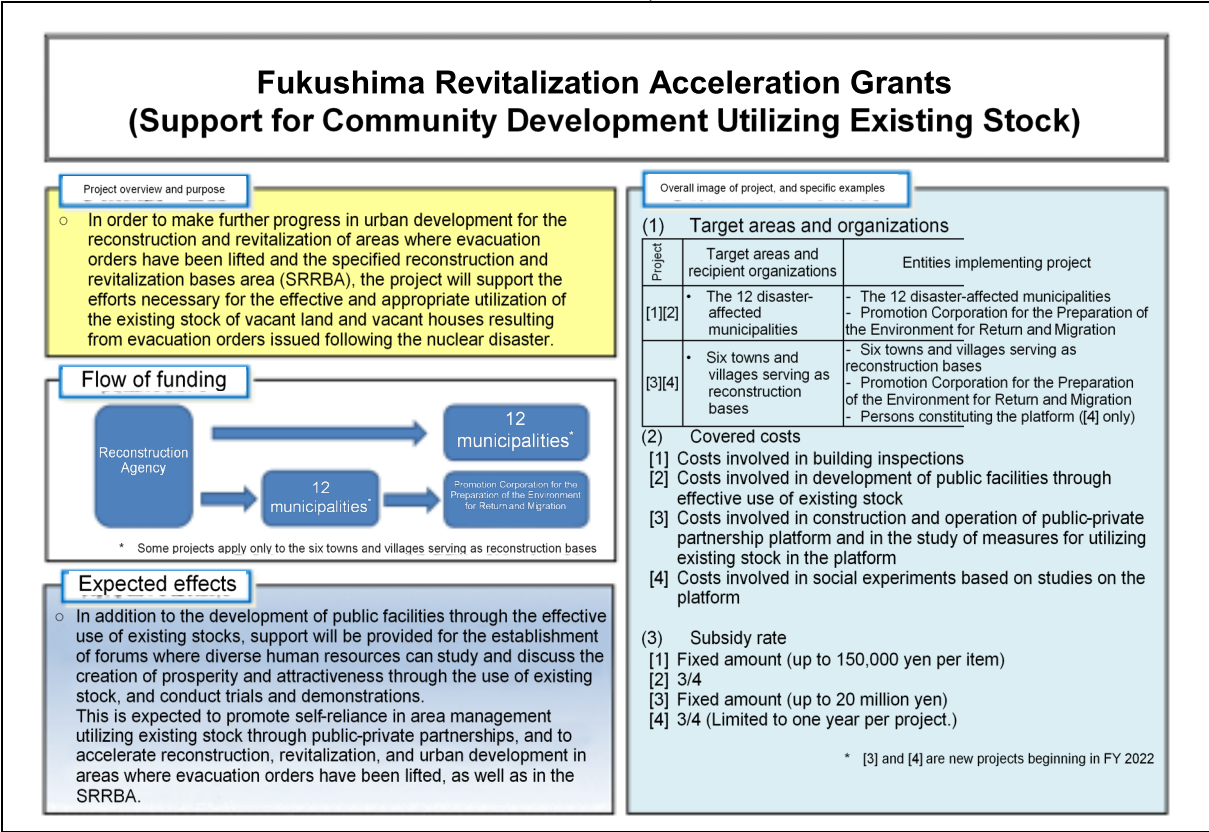 Fukushima Revitalization Acceleration Grants
(Support for Community Development Utilizing Existing Stock)
Project overview and purpose
○ In order to make further progress in urban development for the
reconstruction and revitalization of areas where evacuation
orders have been lifted and the specified reconstruction and
revitalization bases area (SRRBA), the project will support the
efforts necessary for the effective and appropriate utilization of
the existing stock of vacant land and vacant houses resulting
from evacuation orders issued following the nuclear disaster.
Flow of funding
Reconstruction
Agency
12
municipalities*
12
municipalities*
Promotion Corporation for the
Preparation of the Environment
for Return and Migration
* Some projects apply only to the six towns and villages serving as reconstruction bases
Expected effects
○ In addition to the development of public facilities through the effective
use of existing stocks, support will be provided for the establishment
of forums where diverse human resources can study and discuss the
creation of prosperity and attractiveness through the use of existing
stock, and conduct trials and demonstrations.
This is expected to promote self-reliance in area management
utilizing existing stock through public-private partnerships, and to
accelerate reconstruction, revitalization, and urban development in
areas where evacuation orders have been lifted, as well as in the
SRRBA.
Overall image of project, and specific examples
(1) Target areas and organizations
Project
Target areas and
recipient organizations
Entities implementing project
[1][2]
• The 12 disaster-
affected
municipalities
- The 12 disaster-affected municipalities
- Promotion Corporation for the Preparation of
the Environment for Return and Migration
[3][4]
• Six towns and
villages serving as
reconstruction
bases
- Six towns and villages serving as
reconstruction bases
- Promotion Corporation for the Preparation
of the Environment for Return and Migration
- Persons constituting the platform ([4] only)
(2) Covered costs
[1] Costs involved in building inspections
[2] Costs involved in development of public facilities through
effective use of existing stock
[3] Costs involved in construction and operation of public-private
partnership platform and in the study of measures for utilizing
existing stock in the platform
[4] Costs involved in social experiments based on studies on the
platform
(3) Subsidy rate
[1] Fixed amount (up to 150,000 yen per item)
[2] 3/4
[3] Fixed amount (up to 20 million yen)
[4] 3/4 (Limited to one year per project.)
* [3] and [4] are new projects beginning in FY 2022